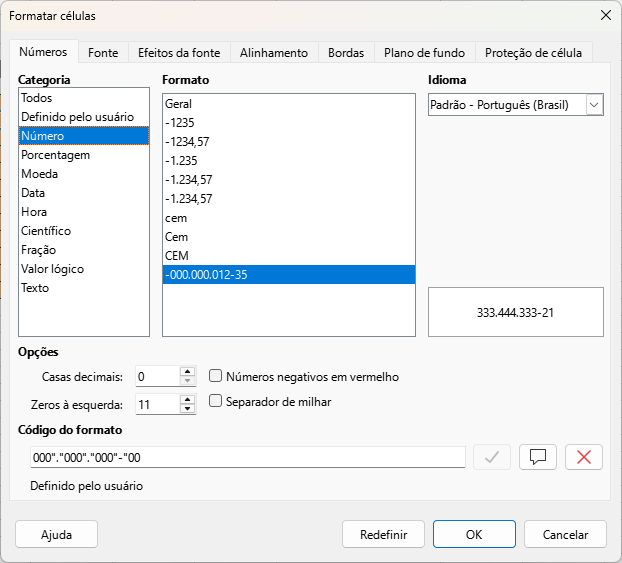 Formatar células
Números
Fonte
Efeitos da fonte
Alinhamento
Bordas
Plano de fundo
Proteção de célula
Categoria
Todos
Definido pelo usuário
Número
Porcentagem
Moeda
Data
Hora
Científico
Fração
Valor lógico
Texto
Formato
Geral
-1235
-1234,57
-1.235
-1.234,57
-1.234,57
cem
Cem
CEM
-000.000.012-35
Idioma
Padrão - Português (Brasil)
333.444.333-21
Opções
Casas decimais: 0
Números negativos em vermelho
Zeros à esquerda: 11
Separador de milhar
Código do formato
000"."000"."000"-"00
Definido pelo usuário
Ajuda
Redefinir
OK
Cancelar